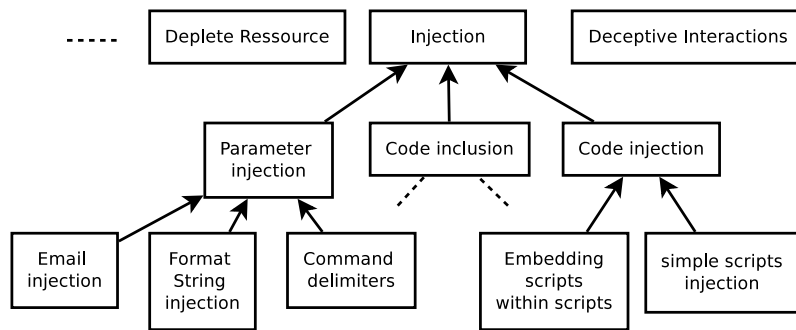 Deplete Ressource
Injection
Deceptive Interactions
Parameter
injection
Code inclusion
Code injection
Email
injection
Format
String
injection
Command
delimiters
Embedding
scripts
within scripts
simple scripts
injection